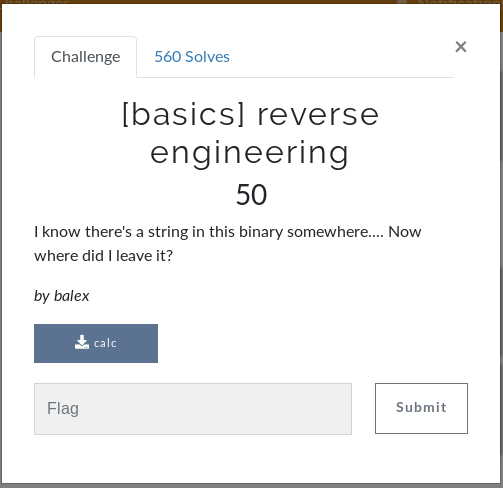 Challenge
560 Solves
×
[basics] reverse
engineering
50
I know there's a string in this binary somewhere.... Now
where did I leave it?
by balex
calc
Flag
Submit